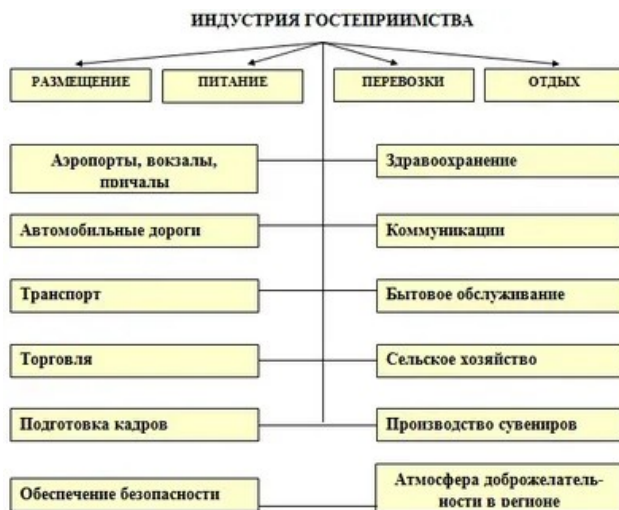 ИНДУСТРИЯ ГОСТЕПРИИМСТВА
РАЗМЕЩЕНИЕ
ПИТАНИЕ
ПЕРЕВОЗКИ
ОТДЫХ
Аэропорты, вокзалы,
причалы
Здравоохранение
Автомобильные дороги
Коммуникации
Транспорт
Бытовое обслуживание
Торговля
Сельское хозяйство
Подготовка кадров
Производство сувениров
Обеспечение безопасности
Атмосфера доброжелатель-
ности в регионе